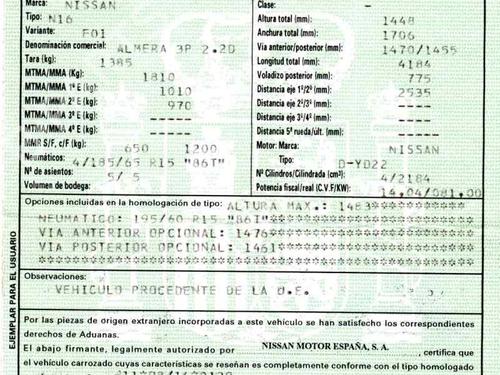 Marca: NISSAN
Tipo: N16
Variante: F01
Denominación comercial: ALMERA 3P 2.2D
Tara (kg): 1385
MTMA/MMA (Kg): 1810
MTMA/MMA 1º E (kg): 1010
MTMA/MMA 2º E (kg): 970
MTMA/MMA 3º E (kg): -----
MTMA/MMA 4º E (kg): -----
MMR S/F, c/F (kg): 650 1200
Neumáticos: 4/185/65 R15 "86T"
Nº de asientos: 5/ 5
Volumen de bodega: -----
Clase: -
Altura total (mm): 1448
Anchura total (mm): 1706
Vía anterior/posterior (mm): 1470/1455
Longitud total (mm): 4184
Voladizo posterior (mm): 775
Distancia eje 1º/2º (mm): 2535
Distancia eje 2º/3º (mm): -----
Distancia eje 3º/4º (mm): -----
Distancia 5ª rueda/últ. (mm): -----
Motor: Marca: NISSAN
Tipo: D-YD22
Nº Cilindros/Cilindrada (cm³): 4/2184
Potencia fiscal/real (C.V.F/KW): 14,04/081,00
Opciones incluidas en la homologación de tipo: ALTURA MAX.: 1483****************
NEUMATICO: 195/60 R15 "86T"***************************
VIA ANTERIOR OPCIONAL: 1476***************************
VIA POSTERIOR OPCIONAL: 1461**************************
******************************************************
Observaciones:
VEHICULO PROCEDENTE DE LA U.E.
EJEMPLAR PARA EL USUARIO
Por las piezas de origen extranjero incorporadas a este vehículo se han satisfecho los correspondientes
derechos de Aduanas.
El abajo firmante, legalmente autorizado por NISSAN MOTOR ESPAÑA, S. A. , certifica que
el vehículo carrozado cuyas características se reseñan es completamente conforme con el tipo homologado